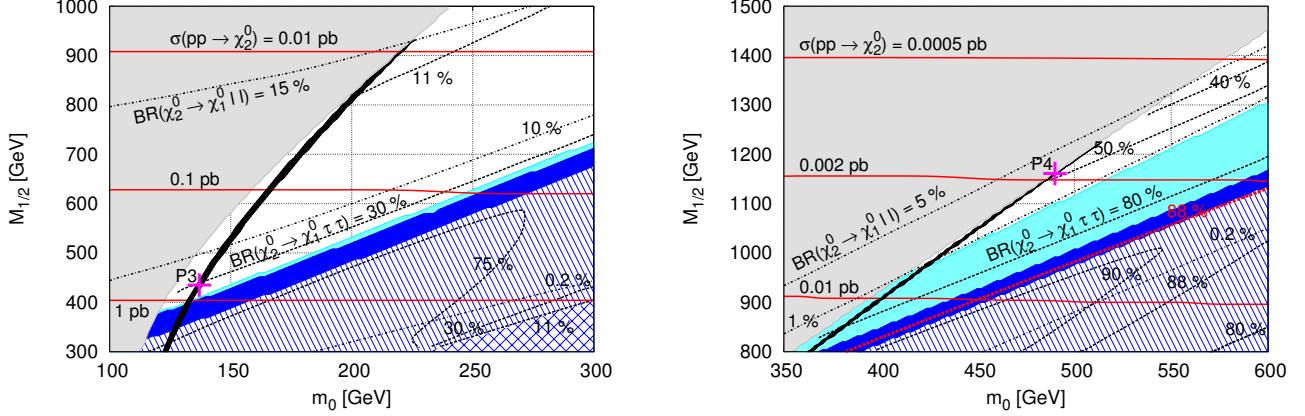 1000
900
800
700
600
500
400
300
M1/2 [GeV]
σ(pp → χ₂⁰) = 0.01 pb
BR(χ₂⁰ → χ₁⁰ l l) = 15 %
11 %
10 %
0.1 pb
BR(χ₂⁰ → χ₁⁰ τ τ) = 30 %
P3
75 %
0.2 %
1 pb
30 %
11 %
100
150
200
250
300
m₀ [GeV]
1500
1400
1300
1200
1100
1000
900
800
M1/2 [GeV]
σ(pp → χ₂⁰) = 0.0005 pb
40 %
50 %
0.002 pb
P4
BR(χ₂⁰ → χ₁⁰ l l) = 5 %
BR(χ₂⁰ → χ₁⁰ τ τ) = 80 %
88 %
0.2 %
90 %
88 %
0.01 pb
1 %
80 %
350
400
450
500
550
600
m₀ [GeV]